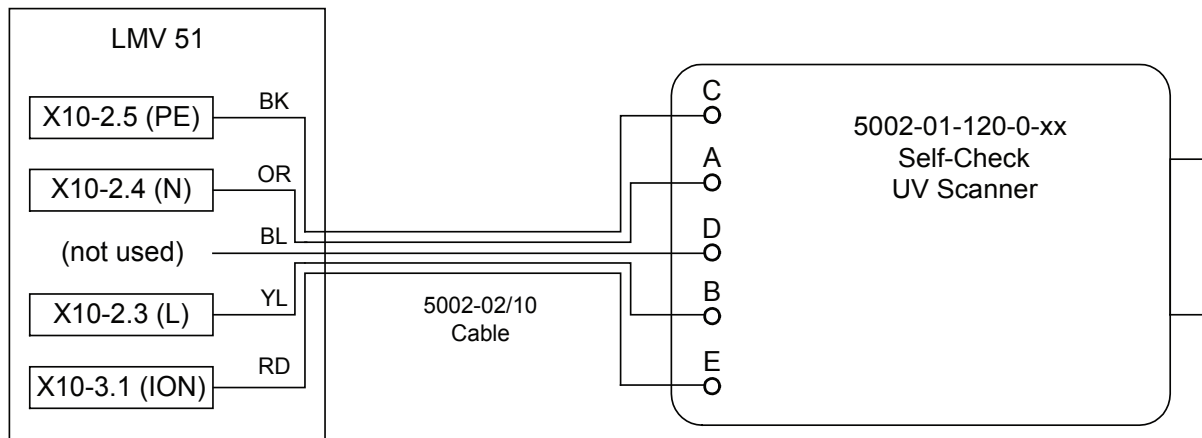 LMV 51
X10-2.5 (PE)
BK
X10-2.4 (N)
OR
(not used)
BL
X10-2.3 (L)
YL
X10-3.1 (ION)
RD
5002-02/10
Cable
C
A
D
B
E
5002-01-120-0-xx
Self-Check
UV Scanner